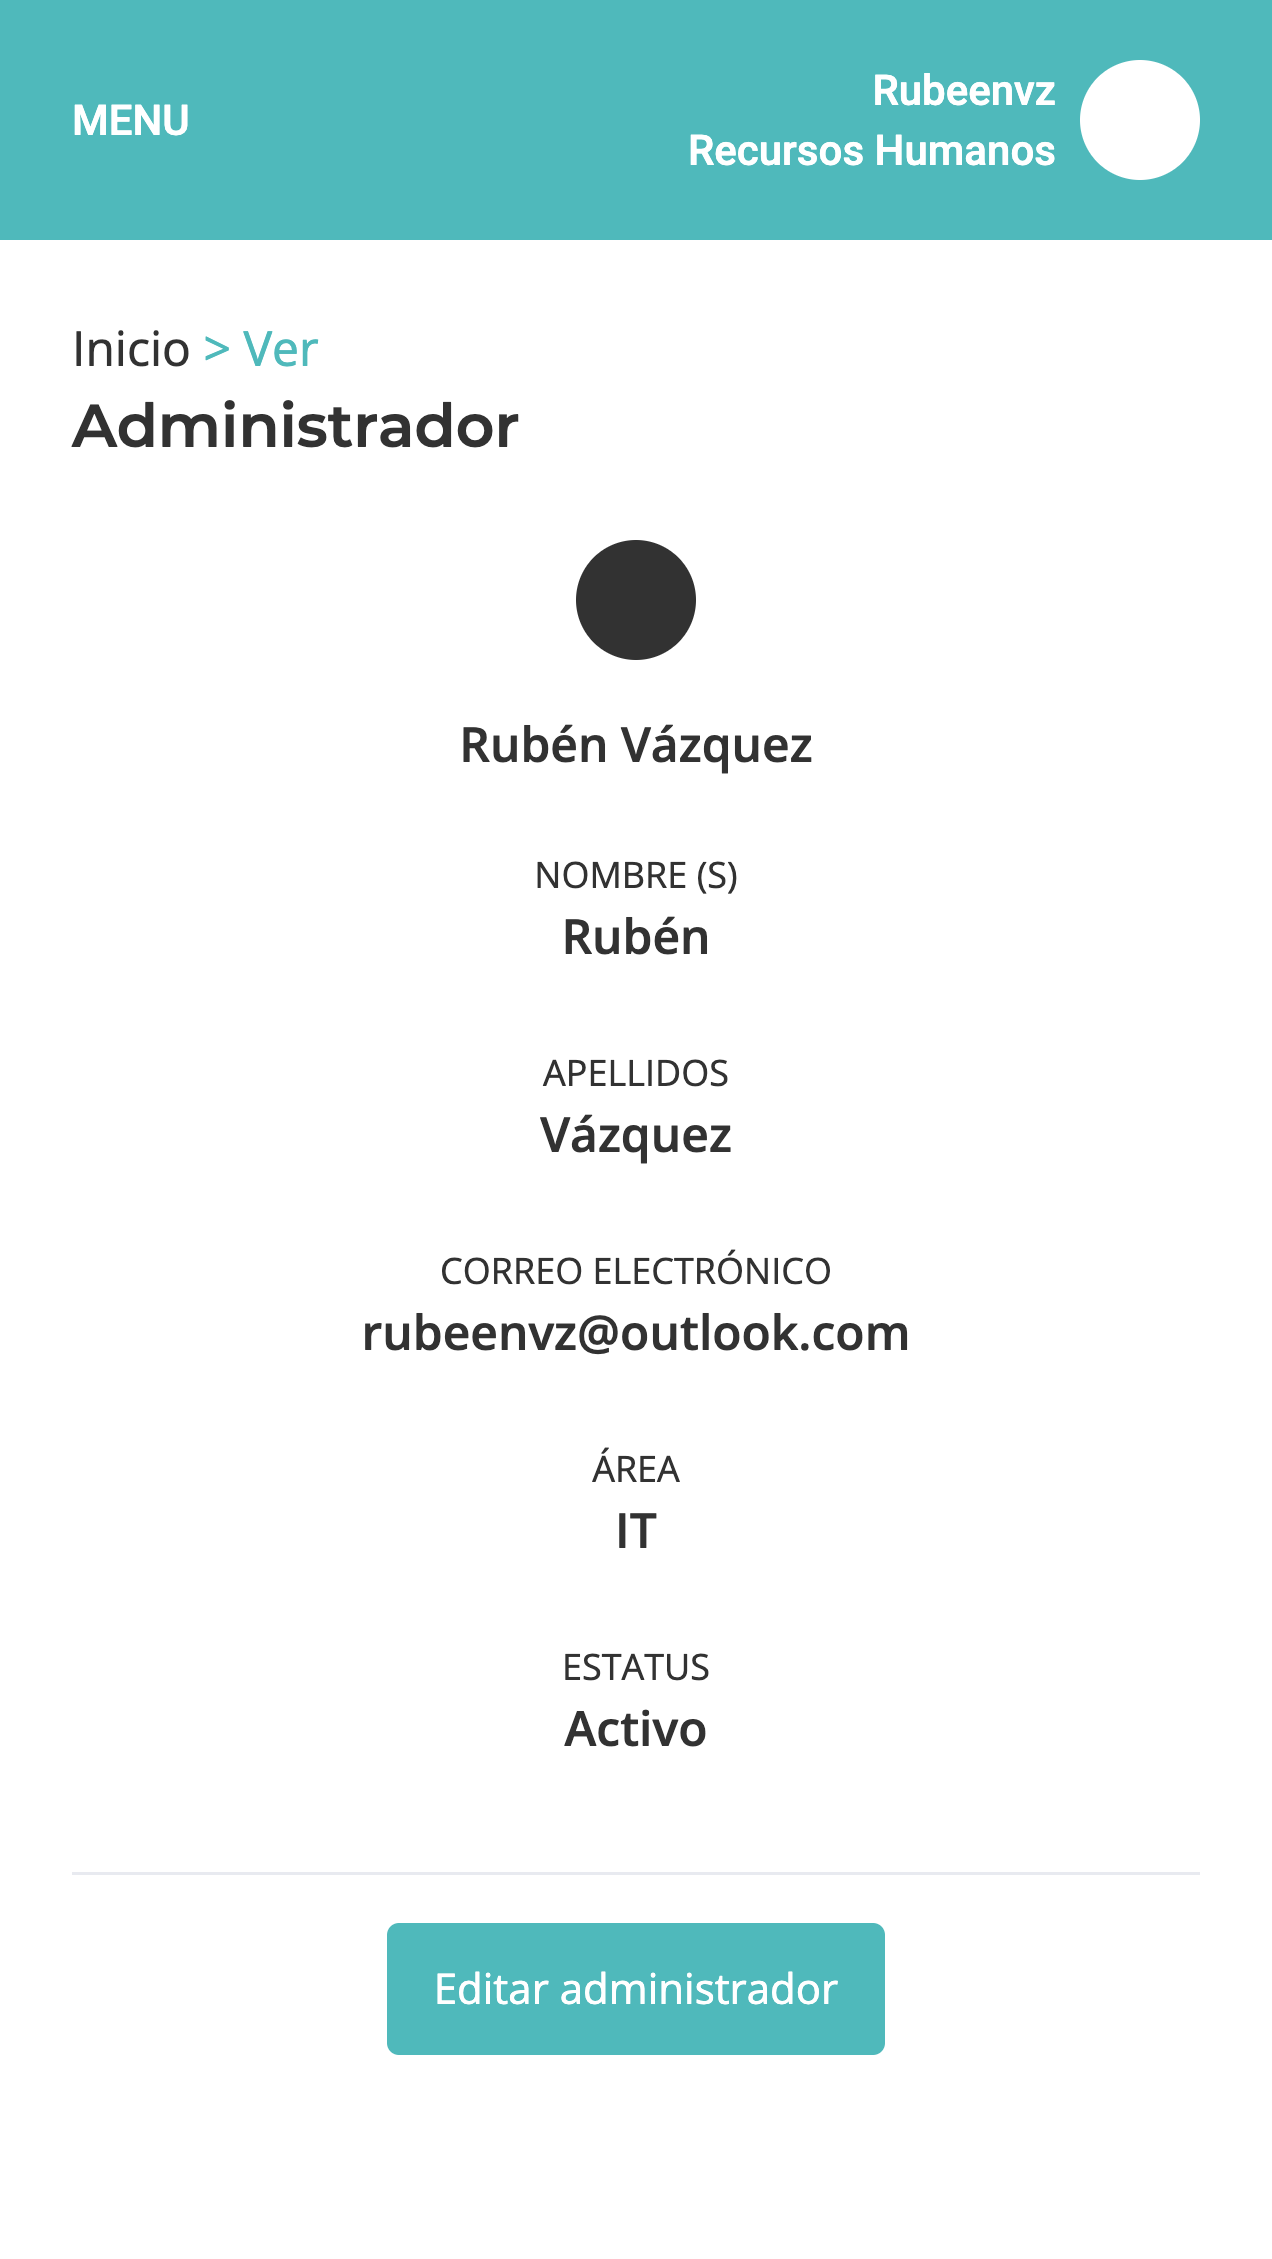 MENU
Rubeenvz
Recursos Humanos
Inicio > Ver
Administrador
Rubén Vázquez
NOMBRE (S)
Rubén
APELLIDOS
Vázquez
CORREO ELECTRÓNICO
rubeenvz@outlook.com
ÁREA
IT
ESTATUS
Activo
Editar administrador